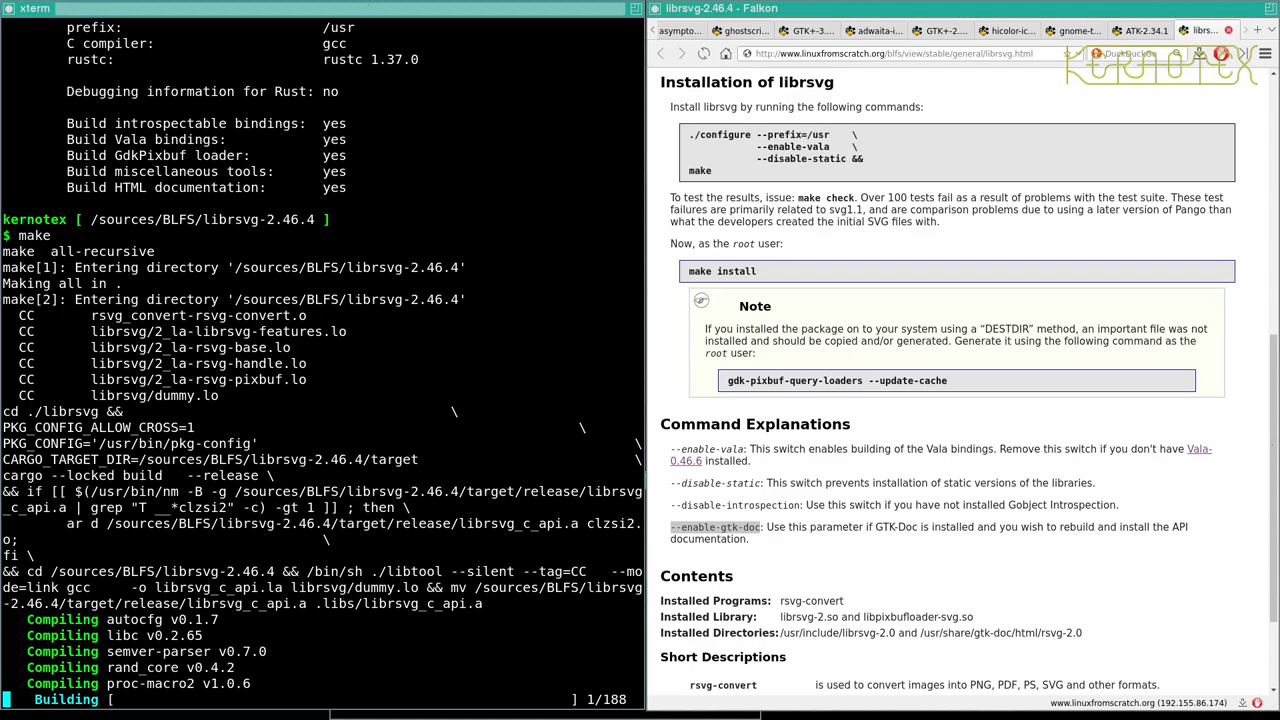 xterm
prefix: /usr
C compiler: gcc
rustc: rustc 1.37.0
Debugging information for Rust: no
Build introspectable bindings: yes
Build Vala bindings: yes
Build GdkPixbuf loader: yes
Build miscellaneous tools: yes
Build HTML documentation: yes
kernotex [ /sources/BLFS/librsvg-2.46.4 ]
$ make
make  all-recursive
make[1]: Entering directory '/sources/BLFS/librsvg-2.46.4'
Making all in .
make[2]: Entering directory '/sources/BLFS/librsvg-2.46.4'
CC rsvg_convert-rsvg-convert.o
CC librsvg/2_la-librsvg-features.lo
CC librsvg/2_la-rsvg-base.lo
CC librsvg/2_la-rsvg-handle.lo
CC librsvg/2_la-rsvg-pixbuf.lo
CC librsvg/dummy.lo
cd ./librsvg && \
PKG_CONFIG_ALLOW_CROSS=1 \
PKG_CONFIG='/usr/bin/pkg-config' \
CARGO_TARGET_DIR=/sources/BLFS/librsvg-2.46.4/target \
cargo --locked build   --release \
&& if [[ $(/usr/bin/nm -B -g /sources/BLFS/librsvg-2.46.4/target/release/librsvg
_c_api.a | grep "T __*clzsi2" -c) -gt 1 ]] ; then \
ar d /sources/BLFS/librsvg-2.46.4/target/release/librsvg_c_api.a clzsi2.
o; \
fi \
&& cd /sources/BLFS/librsvg-2.46.4 && /bin/sh ./libtool --silent --tag=CC   --mo
de=link gcc      -o librsvg_c_api.la librsvg/dummy.lo && mv /sources/BLFS/librsvg
-2.46.4/target/release/librsvg_c_api.a .libs/librsvg_c_api.a
Compiling autocfg v0.1.7
Compiling libc v0.2.65
Compiling semver-parser v0.7.0
Compiling rand_core v0.4.2
Compiling proc-macro2 v1.0.6
Building [ ] 1/188
librsvg-2.46.4 - Falkon
asympto... ghostscri... GTK+-3.... adwaita-i... GTK+-2.... hicolor-ic... gnome-t... ATK-2.34.1 librs...
http://www.linuxfromscratch.org/blfs/view/stable/general/librsvg.html DuckDuckGo
KERNOTEX
Installation of librsvg
Install librsvg by running the following commands:
./configure --prefix=/usr    \
--enable-vala    \
--disable-static &&
make
To test the results, issue: make check. Over 100 tests fail as a result of problems with the test suite. These test
failures are primarily related to svg1.1, and are comparison problems due to using a later version of Pango than
what the developers created the initial SVG files with.
Now, as the root user:
make install
Note
If you installed the package on to your system using a “DESTDIR” method, an important file was not
installed and should be copied and/or generated. Generate it using the following command as the
root user:
gdk-pixbuf-query-loaders --update-cache
Command Explanations
--enable-vala: This switch enables building of the Vala bindings. Remove this switch if you don't have Vala-
0.46.6 installed.
--disable-static: This switch prevents installation of static versions of the libraries.
--disable-introspection: Use this switch if you have not installed Gobject Introspection.
--enable-gtk-doc: Use this parameter if GTK-Doc is installed and you wish to rebuild and install the API
documentation.
Contents
Installed Programs: rsvg-convert
Installed Library: librsvg-2.so and libpixbufloader-svg.so
Installed Directories: /usr/include/librsvg-2.0 and /usr/share/gtk-doc/html/rsvg-2.0
Short Descriptions
rsvg-convert is used to convert images into PNG, PDF, PS, SVG and other formats.
www.linuxfromscratch.org (192.155.86.174)